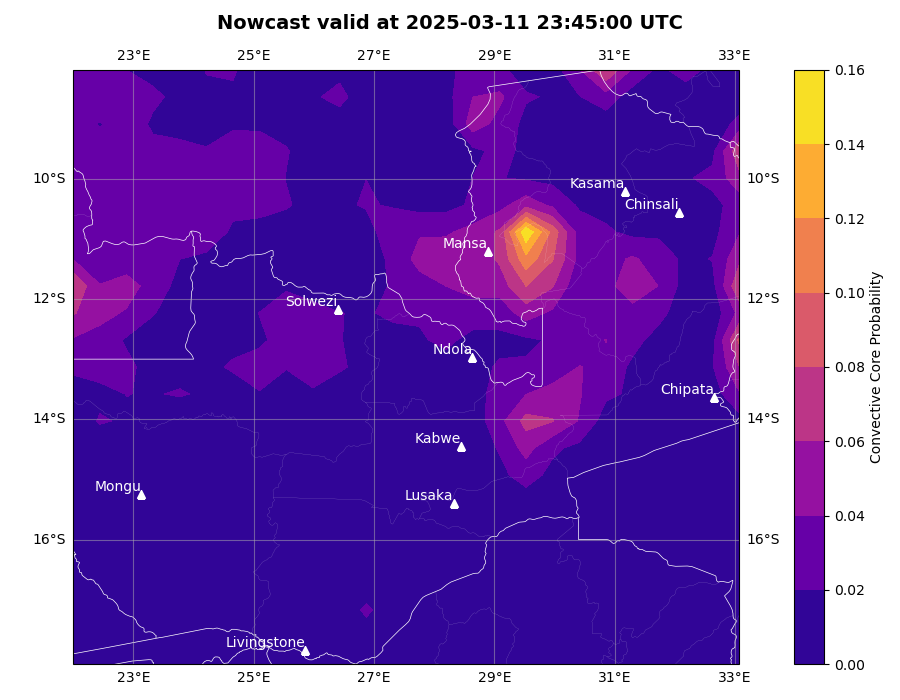 Nowcast valid at 2025-03-11 23:45:00 UTC
23°E 25°E 27°E 29°E 31°E 33°E
0.16
0.14
0.12
0.10
0.08
0.06
0.04
0.02
0.00
Convective Core Probability
10°S 10°S
12°S 12°S
14°S 14°S
16°S 16°S
Kasama
Chinsali
Mansa
Solwezi
Ndola
Chipata
Kabwe
Mongu
Lusaka
Livingstone
23°E 25°E 27°E 29°E 31°E 33°E